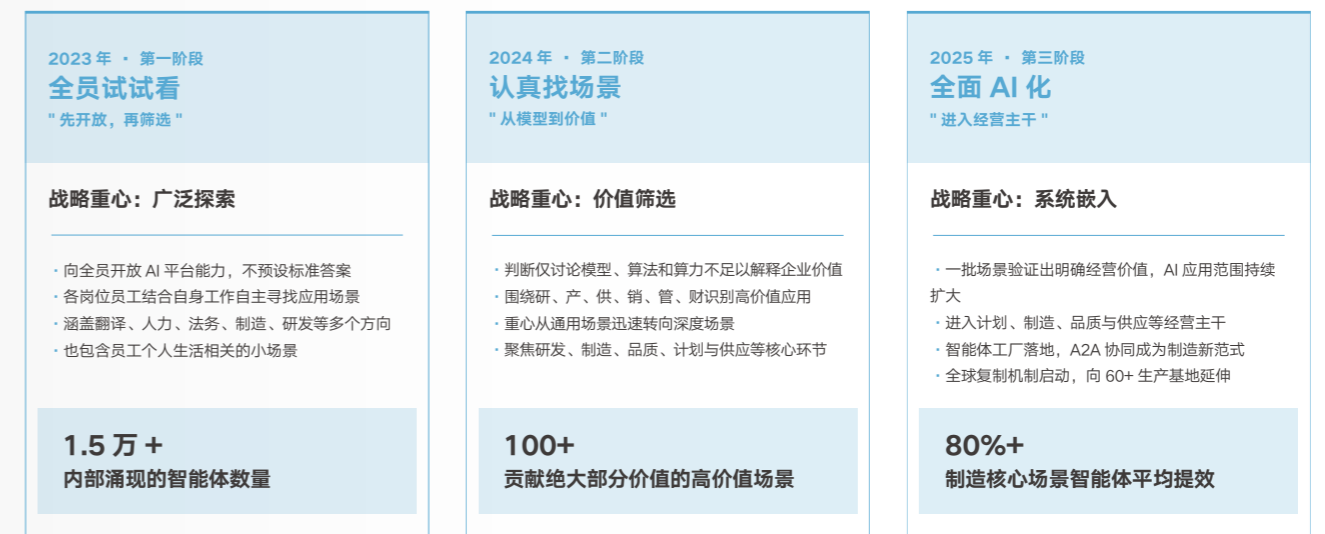 2023 年 · 第一阶段
全员试试看
" 先开放，再筛选 "
战略重心：广泛探索
· 向全员开放 AI 平台能力，不预设标准答案
· 各岗位员工结合自身工作自主寻找应用场景
· 涵盖翻译、人力、法务、制造、研发等多个方向
· 也包含员工个人生活相关的小场景
1.5 万 +
内部涌现的智能体数量
2024 年 · 第二阶段
认真找场景
" 从模型到价值 "
战略重心：价值筛选
· 判断仅讨论模型、算法和算力不足以解释企业价值
· 围绕研、产、供、销、管、财识别高价值应用
· 重心从通用场景迅速转向深度场景
· 聚焦研发、制造、品质、计划与供应等核心环节
100+
贡献绝大部分价值的高价值场景
2025 年 · 第三阶段
全面 AI 化
" 进入经营主干 "
战略重心：系统嵌入
· 一批场景验证出明确经营价值，AI 应用范围持续
扩大
· 进入计划、制造、品质与供应等经营主干
· 智能体工厂落地，A2A 协同成为制造新范式
· 全球复制机制启动，向 60+ 生产基地延伸
80%+
制造核心场景智能体平均提效